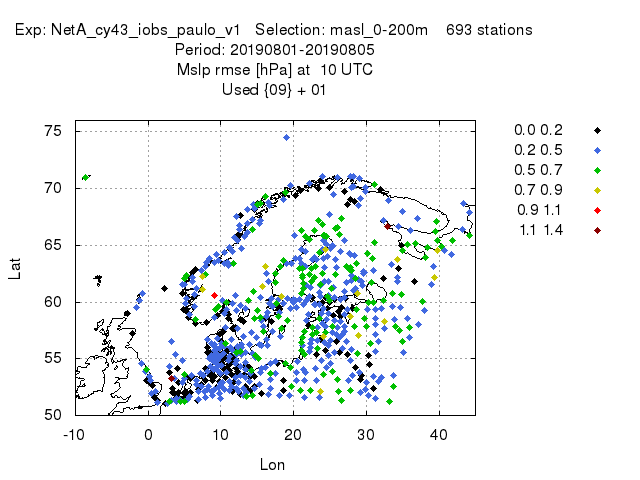 Exp: NetA_cy43_iobs_paulo_v1 Selection: masl_0-200m 693 stations
Period: 20190801-20190805
Mslp rmse [hPa] at 10 UTC
Used {09} + 01
75
70
65
60
55
50
Lat
-10 0 10 20 30 40
Lon
0.0 0.2
0.2 0.5
0.5 0.7
0.7 0.9
0.9 1.1
1.1 1.4